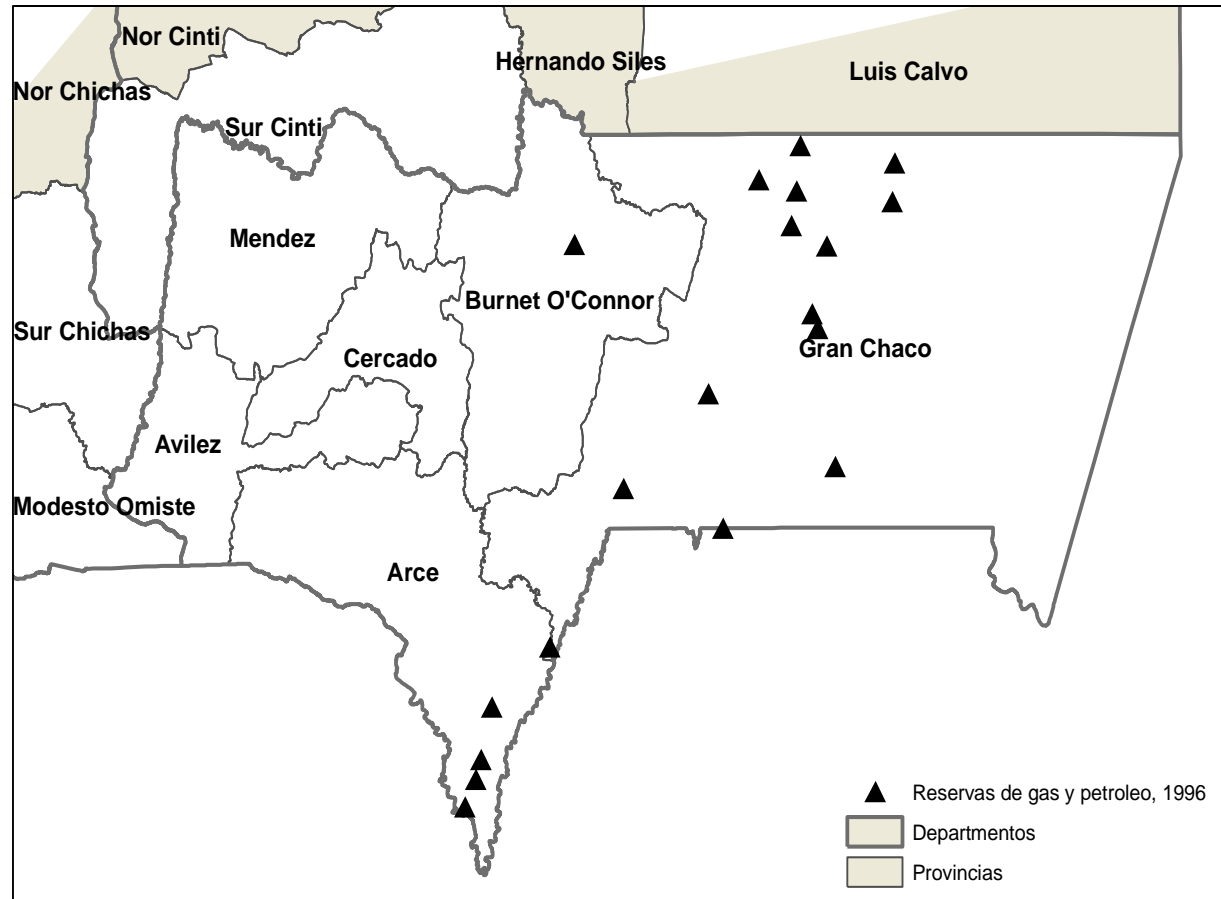 Nor Cinti
Hernando Siles
Luis Calvo
Nor Chichas
Sur Cinti
Mendez
Burnet O'Connor
Sur Chichas
Cercado
Gran Chaco
Avilez
Modesto Omiste
Arce
Reservas de gas y petroleo, 1996
Departmentos
Provincias